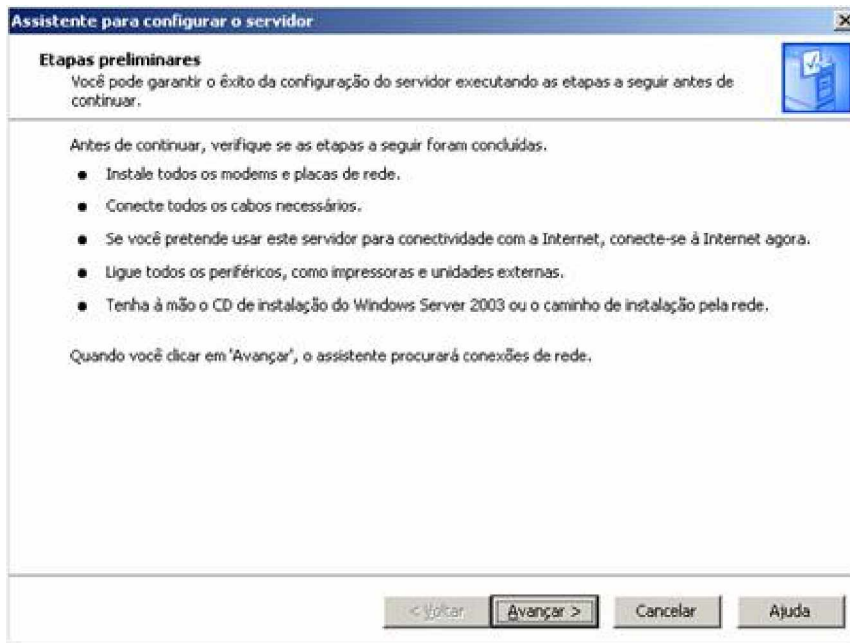 Assistente para configurar o servidor
Etapas preliminares
Você pode garantir o êxito da configuração do servidor executando as etapas a seguir antes de
continuar.
Antes de continuar, verifique se as etapas a seguir foram concluídas.
● Instale todos os modems e placas de rede.
● Conecte todos os cabos necessários.
● Se você pretende usar este servidor para conectividade com a Internet, conecte-se à Internet agora.
● Ligue todos os periféricos, como impressoras e unidades externas.
● Tenha à mão o CD de instalação do Windows Server 2003 ou o caminho de instalação pela rede.
Quando você clicar em 'Avançar', o assistente procurará conexões de rede.
< Voltar Avançar > Cancelar Ajuda